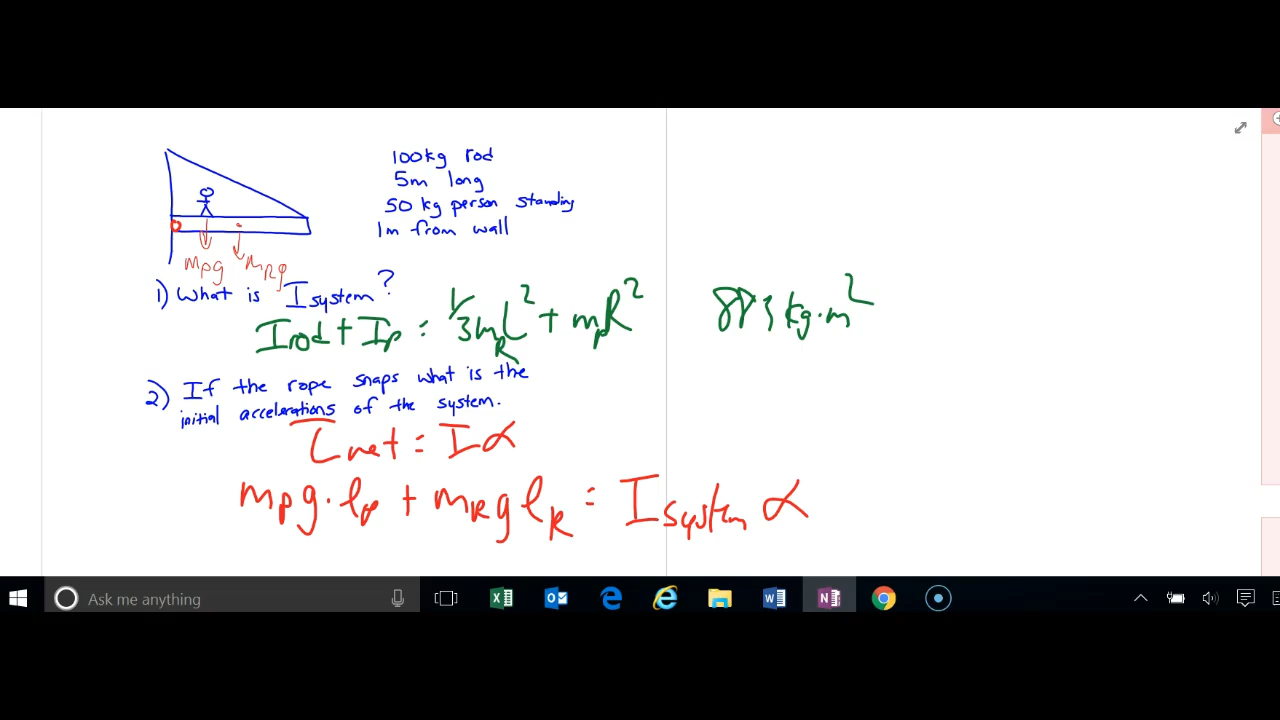 100kg rod
5m long
50 kg person standing
1m from wall
mpg
mRg
1) What is Isystem?
Irod + Ip = 1/3 mR L² + mpR²
883 kg·m²
2) If the rope snaps what is the
initial accelerations of the system.
τnet = Iα
mpg·lp + mRg lR = Isystem α
Ask me anything